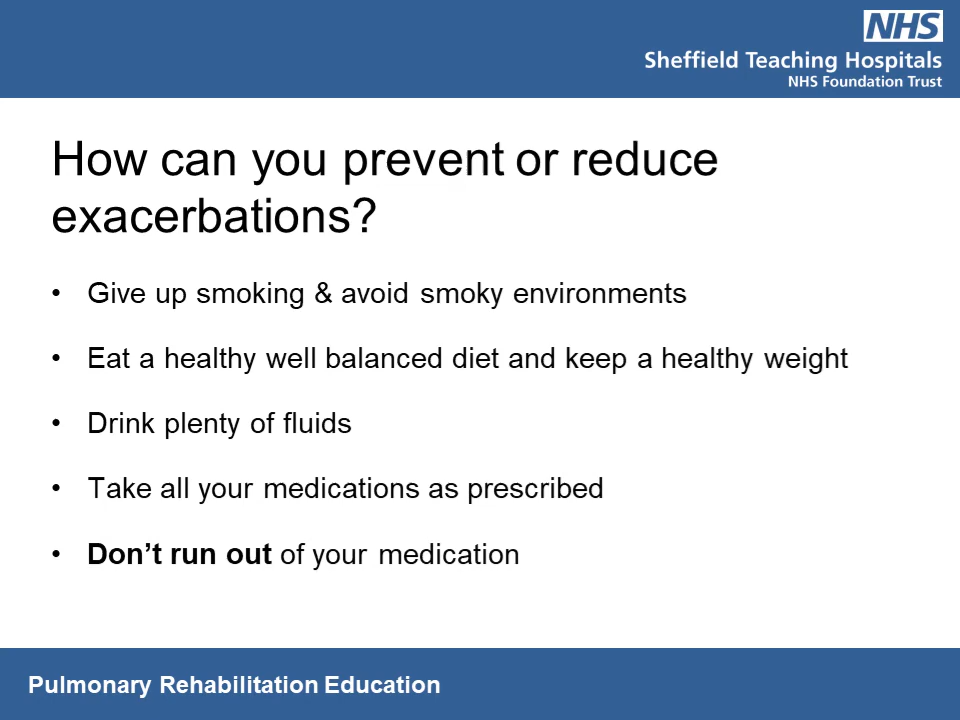 NHS
Sheffield Teaching Hospitals
NHS Foundation Trust
How can you prevent or reduce
exacerbations?
• Give up smoking & avoid smoky environments
• Eat a healthy well balanced diet and keep a healthy weight
• Drink plenty of fluids
• Take all your medications as prescribed
• Don’t run out of your medication
Pulmonary Rehabilitation Education